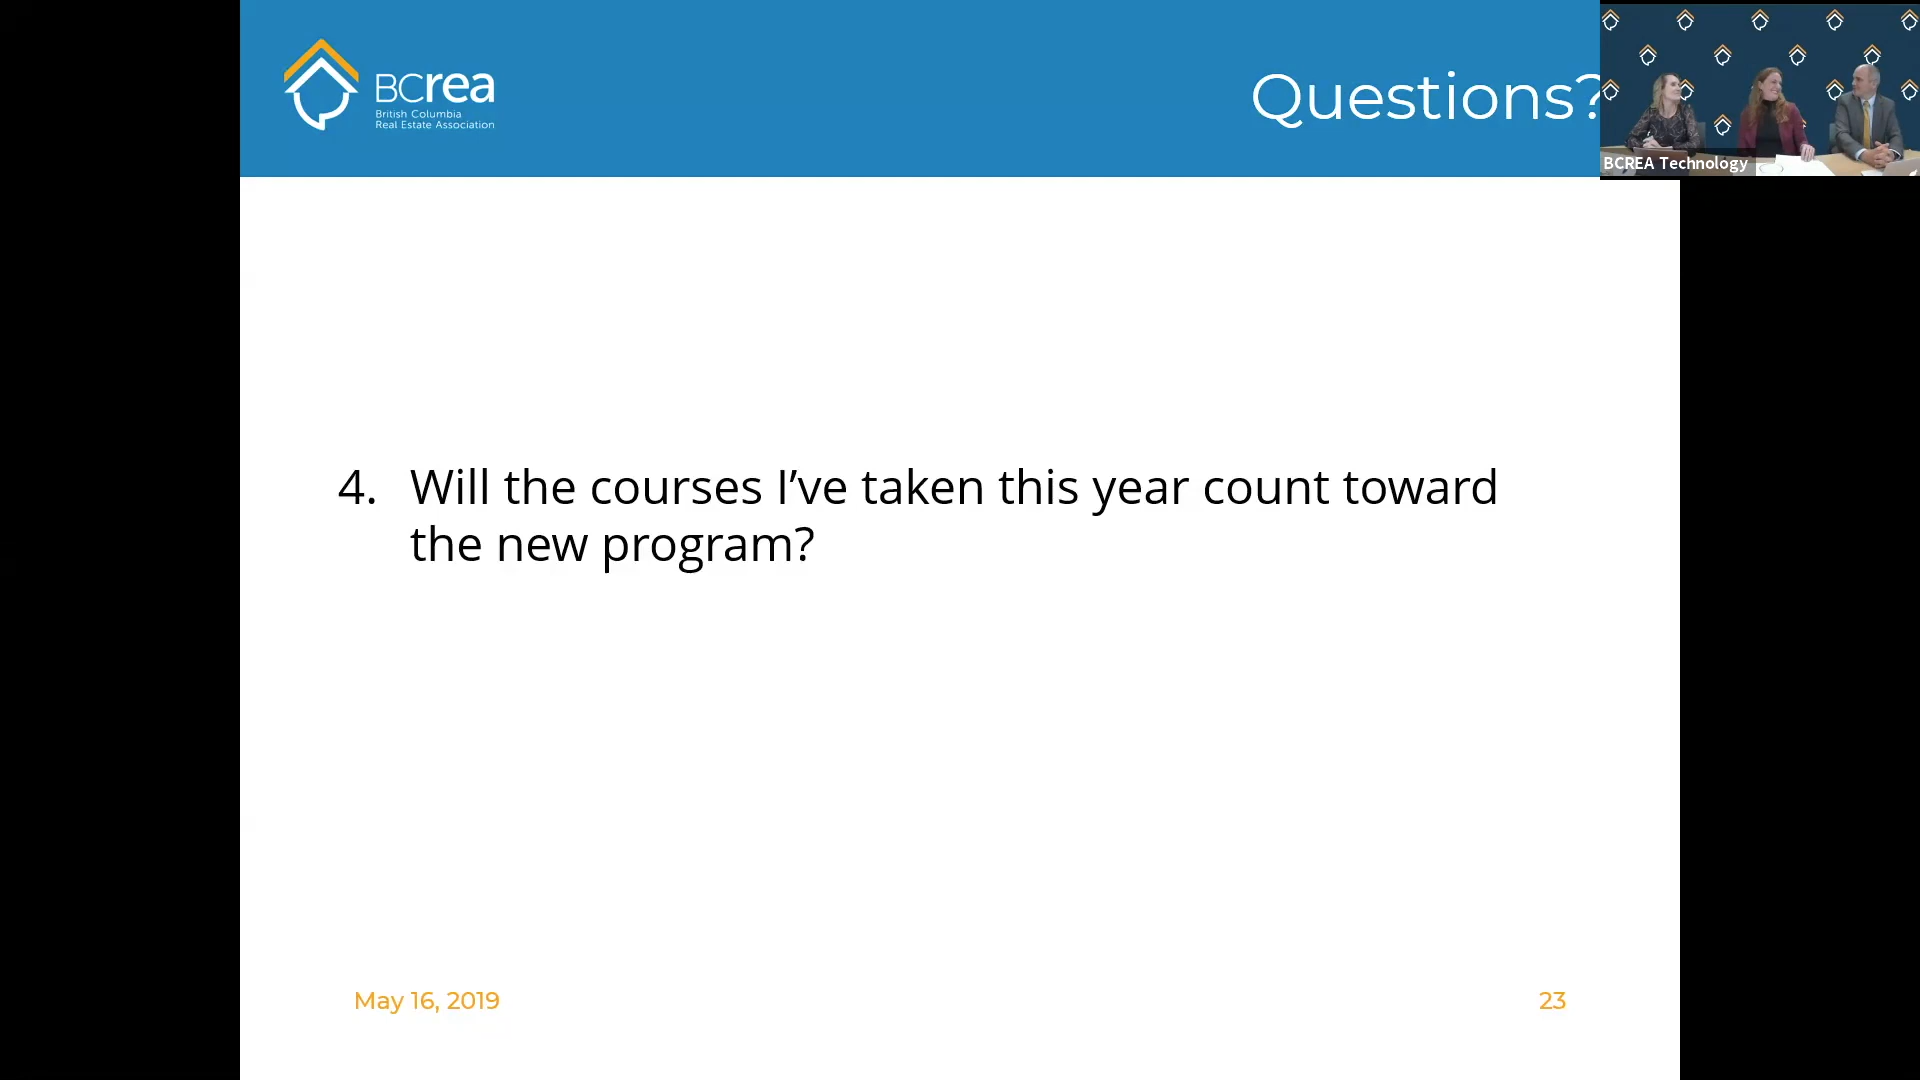 BCrea
British Columbia
Real Estate Association
Questions?
BCREA Technology
4. Will the courses I’ve taken this year count toward
the new program?
May 16, 2019
23